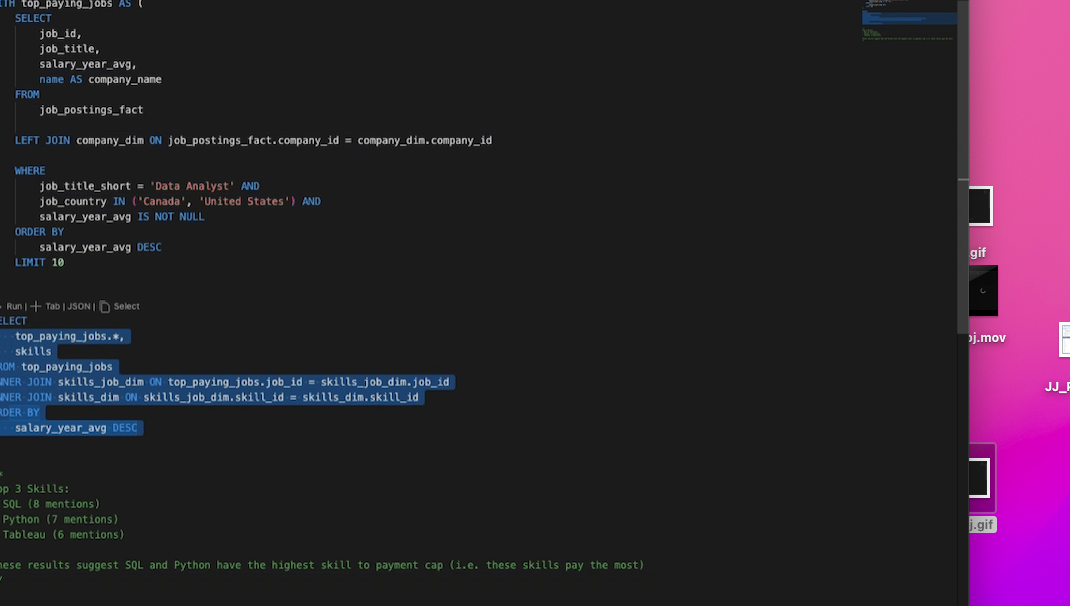 ITH top_paying_jobs AS (
SELECT
job_id,
job_title,
salary_year_avg,
name AS company_name
FROM
job_postings_fact
LEFT JOIN company_dim ON job_postings_fact.company_id = company_dim.company_id
WHERE
job_title_short = 'Data Analyst' AND
job_country IN ('Canada', 'United States') AND
salary_year_avg IS NOT NULL
ORDER BY
salary_year_avg DESC
LIMIT 10
Run | + Tab | JSON | Select
ELECT
top_paying_jobs.*,
skills
ROM top_paying_jobs
NNER JOIN skills_job_dim ON top_paying_jobs.job_id = skills_job_dim.job_id
NNER JOIN skills_dim ON skills_job_dim.skill_id = skills_dim.skill_id
RDER BY
salary_year_avg DESC
*
op 3 Skills:
SQL (8 mentions)
Python (7 mentions)
Tableau (6 mentions)
hese results suggest SQL and Python have the highest skill to payment cap (i.e. these skills pay the most)
/
.gif
oj.mov
JJ_F
j.gif